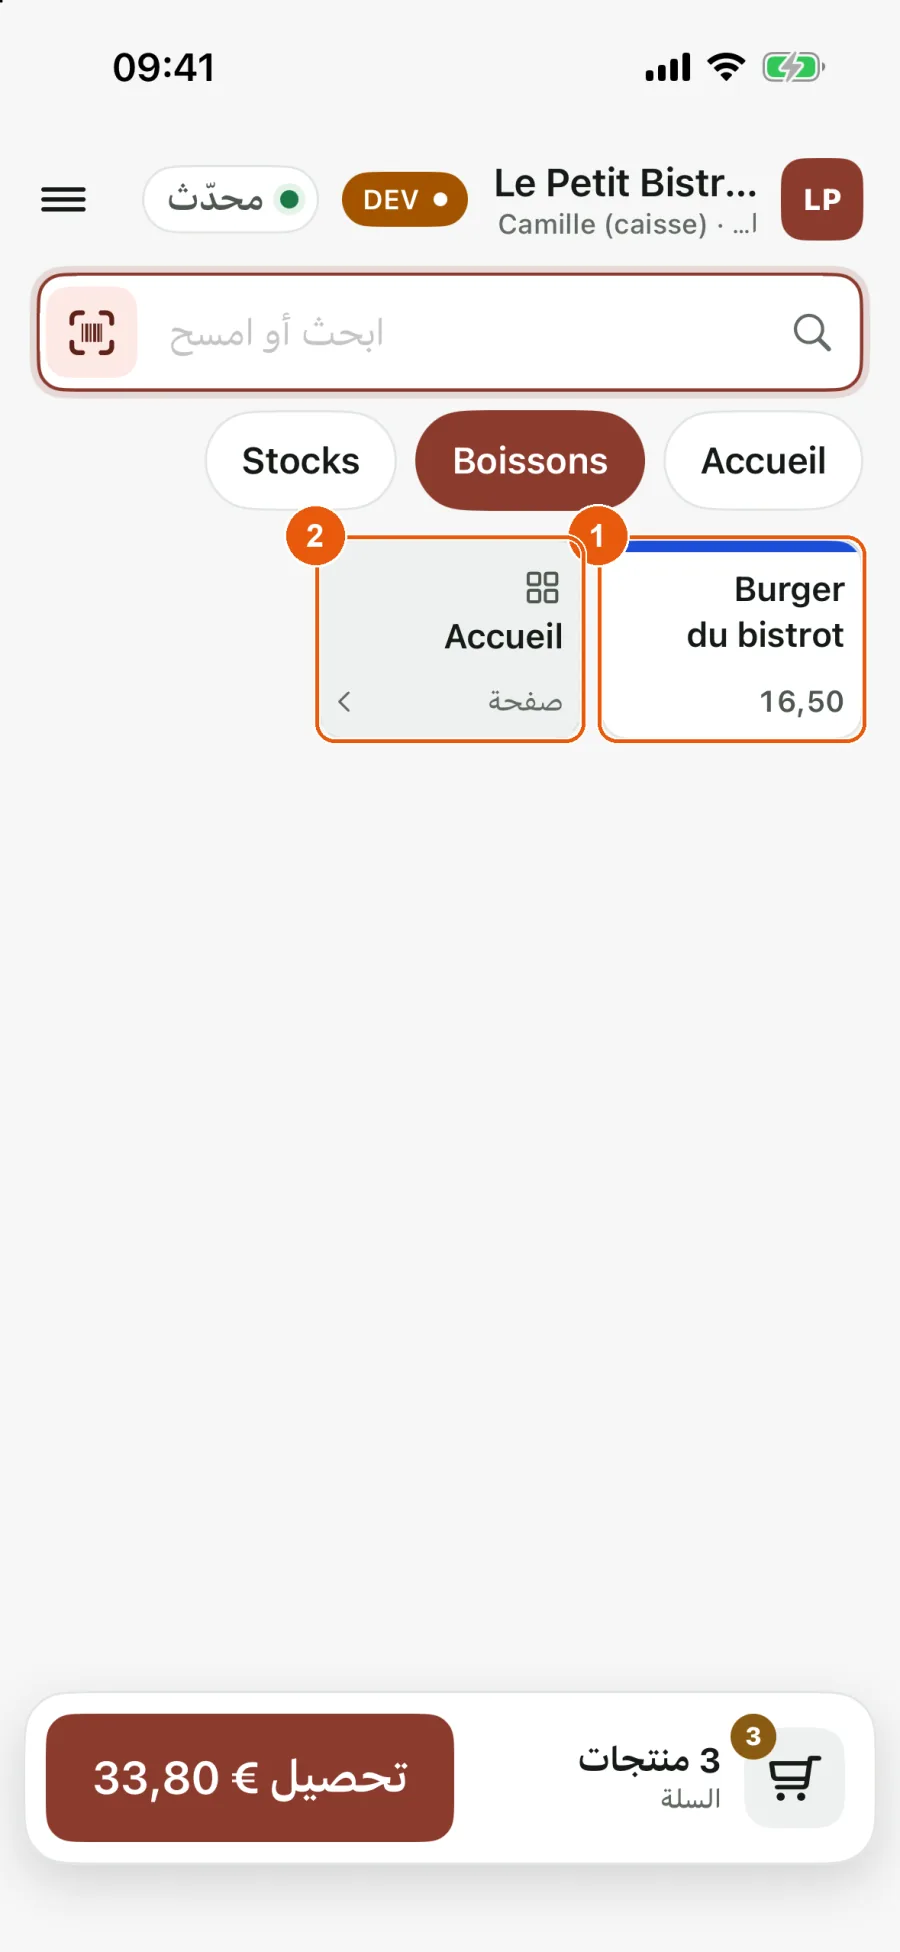 09:41
LP
Le Petit Bistr...
Camille (caisse) · ا...
DEV
محدّث
ابحث أو امسح
Accueil
Boissons
Stocks
1
2
Burger
du bistrot
16,50
Accueil
صفحة
3
3 منتجات
السلة
تحصيل € 33,80